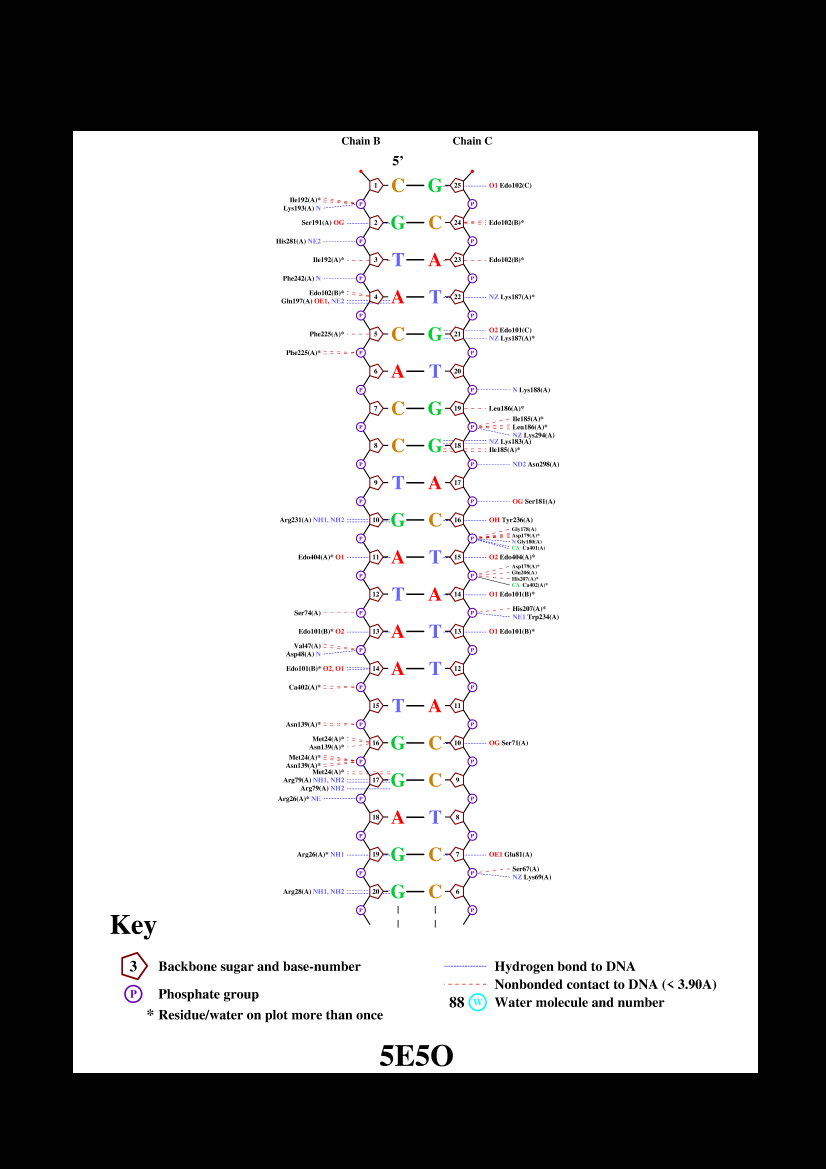 Chain B Chain C
5’
1 C G 25 O1 Edo102(C)
Ile192(A)*
P P
Lys193(A) N
Ser191(A) OG 2 G C 24 Edo102(B)*
His281(A) NE2 P P
Ile192(A)* 3 T A 23 Edo102(B)*
Phe242(A) N P P
Edo102(B)*
4 A T 22 NZ Lys187(A)*
Gln197(A) OE1, NE2
P P
O2 Edo101(C)
Phe225(A)* 5 C G 21
NZ Lys187(A)*
Phe225(A)* P P
6 A T 20
P P N Lys188(A)
7 C G 19 Leu186(A)*
Ile185(A)*
P P Leu186(A)*
NZ Lys294(A)
NZ Lys183(A)
8 C G 18
Ile185(A)*
P P ND2 Asn298(A)
9 T A 17
P P OG Ser181(A)
Arg231(A) NH1, NH2 10 G C 16 OH Tyr236(A)
Gly178(A)
Asp179(A)*
P P
N Gly180(A)
CA Ca401(A)
Edo404(A)* O1 11 A T 15 O2 Edo404(A)*
Asp179(A)*
Glu206(A)
P P
His207(A)*
CA Ca402(A)*
12 T A 14 O1 Edo101(B)*
His207(A)*
Ser74(A) P P
NE1 Trp234(A)
Edo101(B)* O2 13 A T 13 O1 Edo101(B)*
Val47(A)
P P
Asp48(A) N
Edo101(B)* O2, O1 14 A T 12
Ca402(A)* P P
15 T A 11
Asn139(A)* P P
Met24(A)*
16 G C 10 OG Ser71(A)
Asn139(A)*
Met24(A)*
P P
Asn139(A)*
Met24(A)*
Arg79(A) NH1, NH2 17 G C 9
Arg79(A) NH2
Arg26(A)* NE P P
18 A T 8
P P
Arg26(A)* NH1 19 G C 7 OE1 Glu81(A)
Ser67(A)
P P
NZ Lys69(A)
Arg28(A) NH1, NH2 20 G C 6
P P
Key
3 Backbone sugar and base-number
P Phosphate group
* Residue/water on plot more than once
Hydrogen bond to DNA
Nonbonded contact to DNA (< 3.90A)
88 W Water molecule and number
5E5O